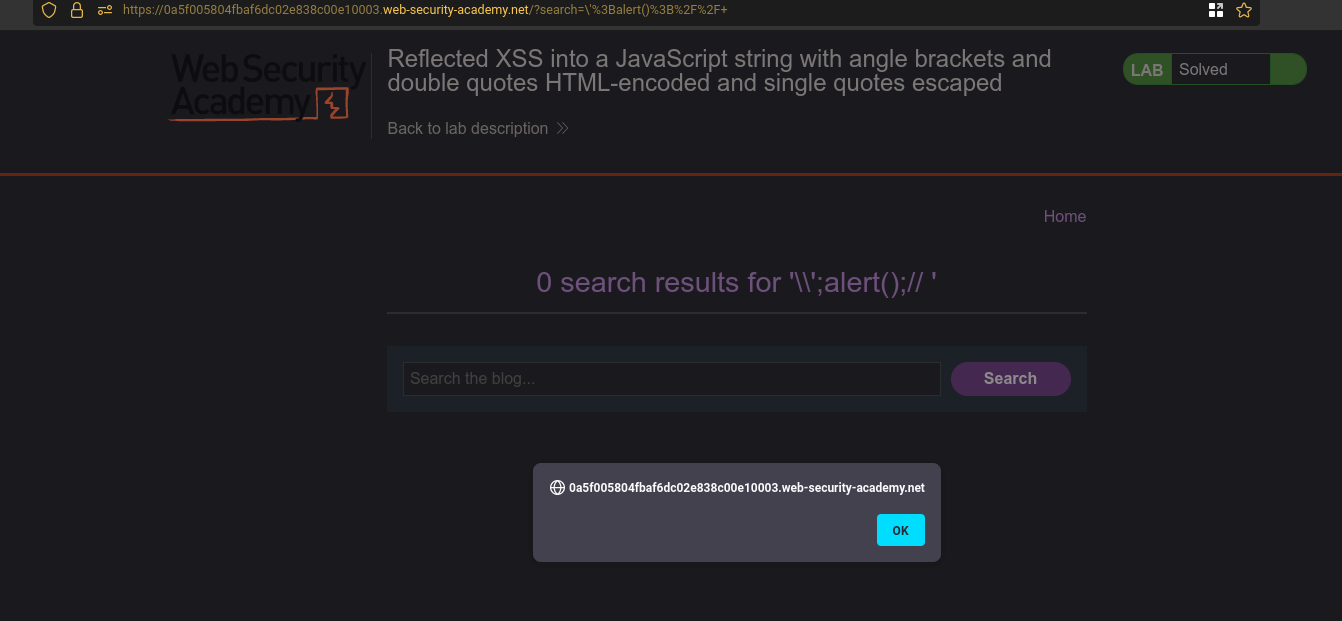 https://0a5f005804fbaf6dc02e838c00e10003.web-security-academy.net/?search=\'%3Balert()%3B%2F%2F+
Web Security
Academy
Reflected XSS into a JavaScript string with angle brackets and
double quotes HTML-encoded and single quotes escaped
Back to lab description
LAB Solved
Home
0 search results for '\\';alert();// '
Search the blog...
Search
0a5f005804fbaf6dc02e838c00e10003.web-security-academy.net
OK